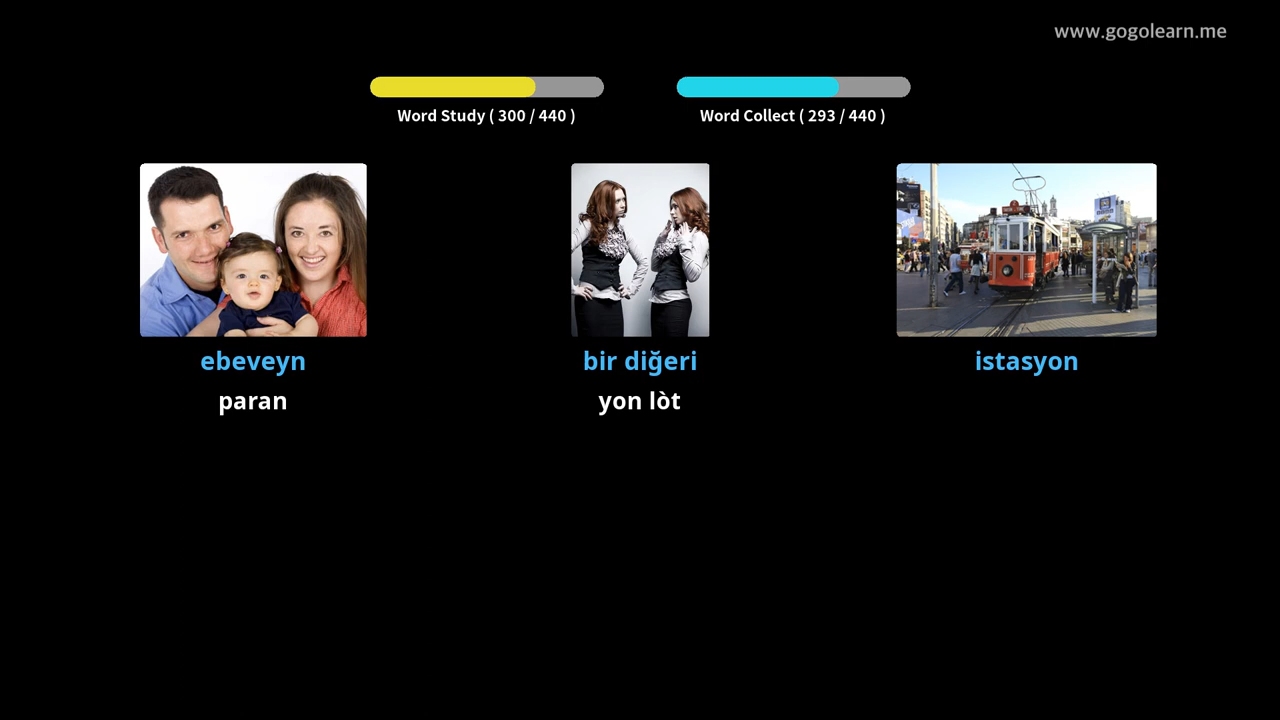 www.gogolearn.me
Word Study ( 300 / 440 )
Word Collect ( 293 / 440 )
ebeveyn
bir diğeri
istasyon
paran
yon lòt